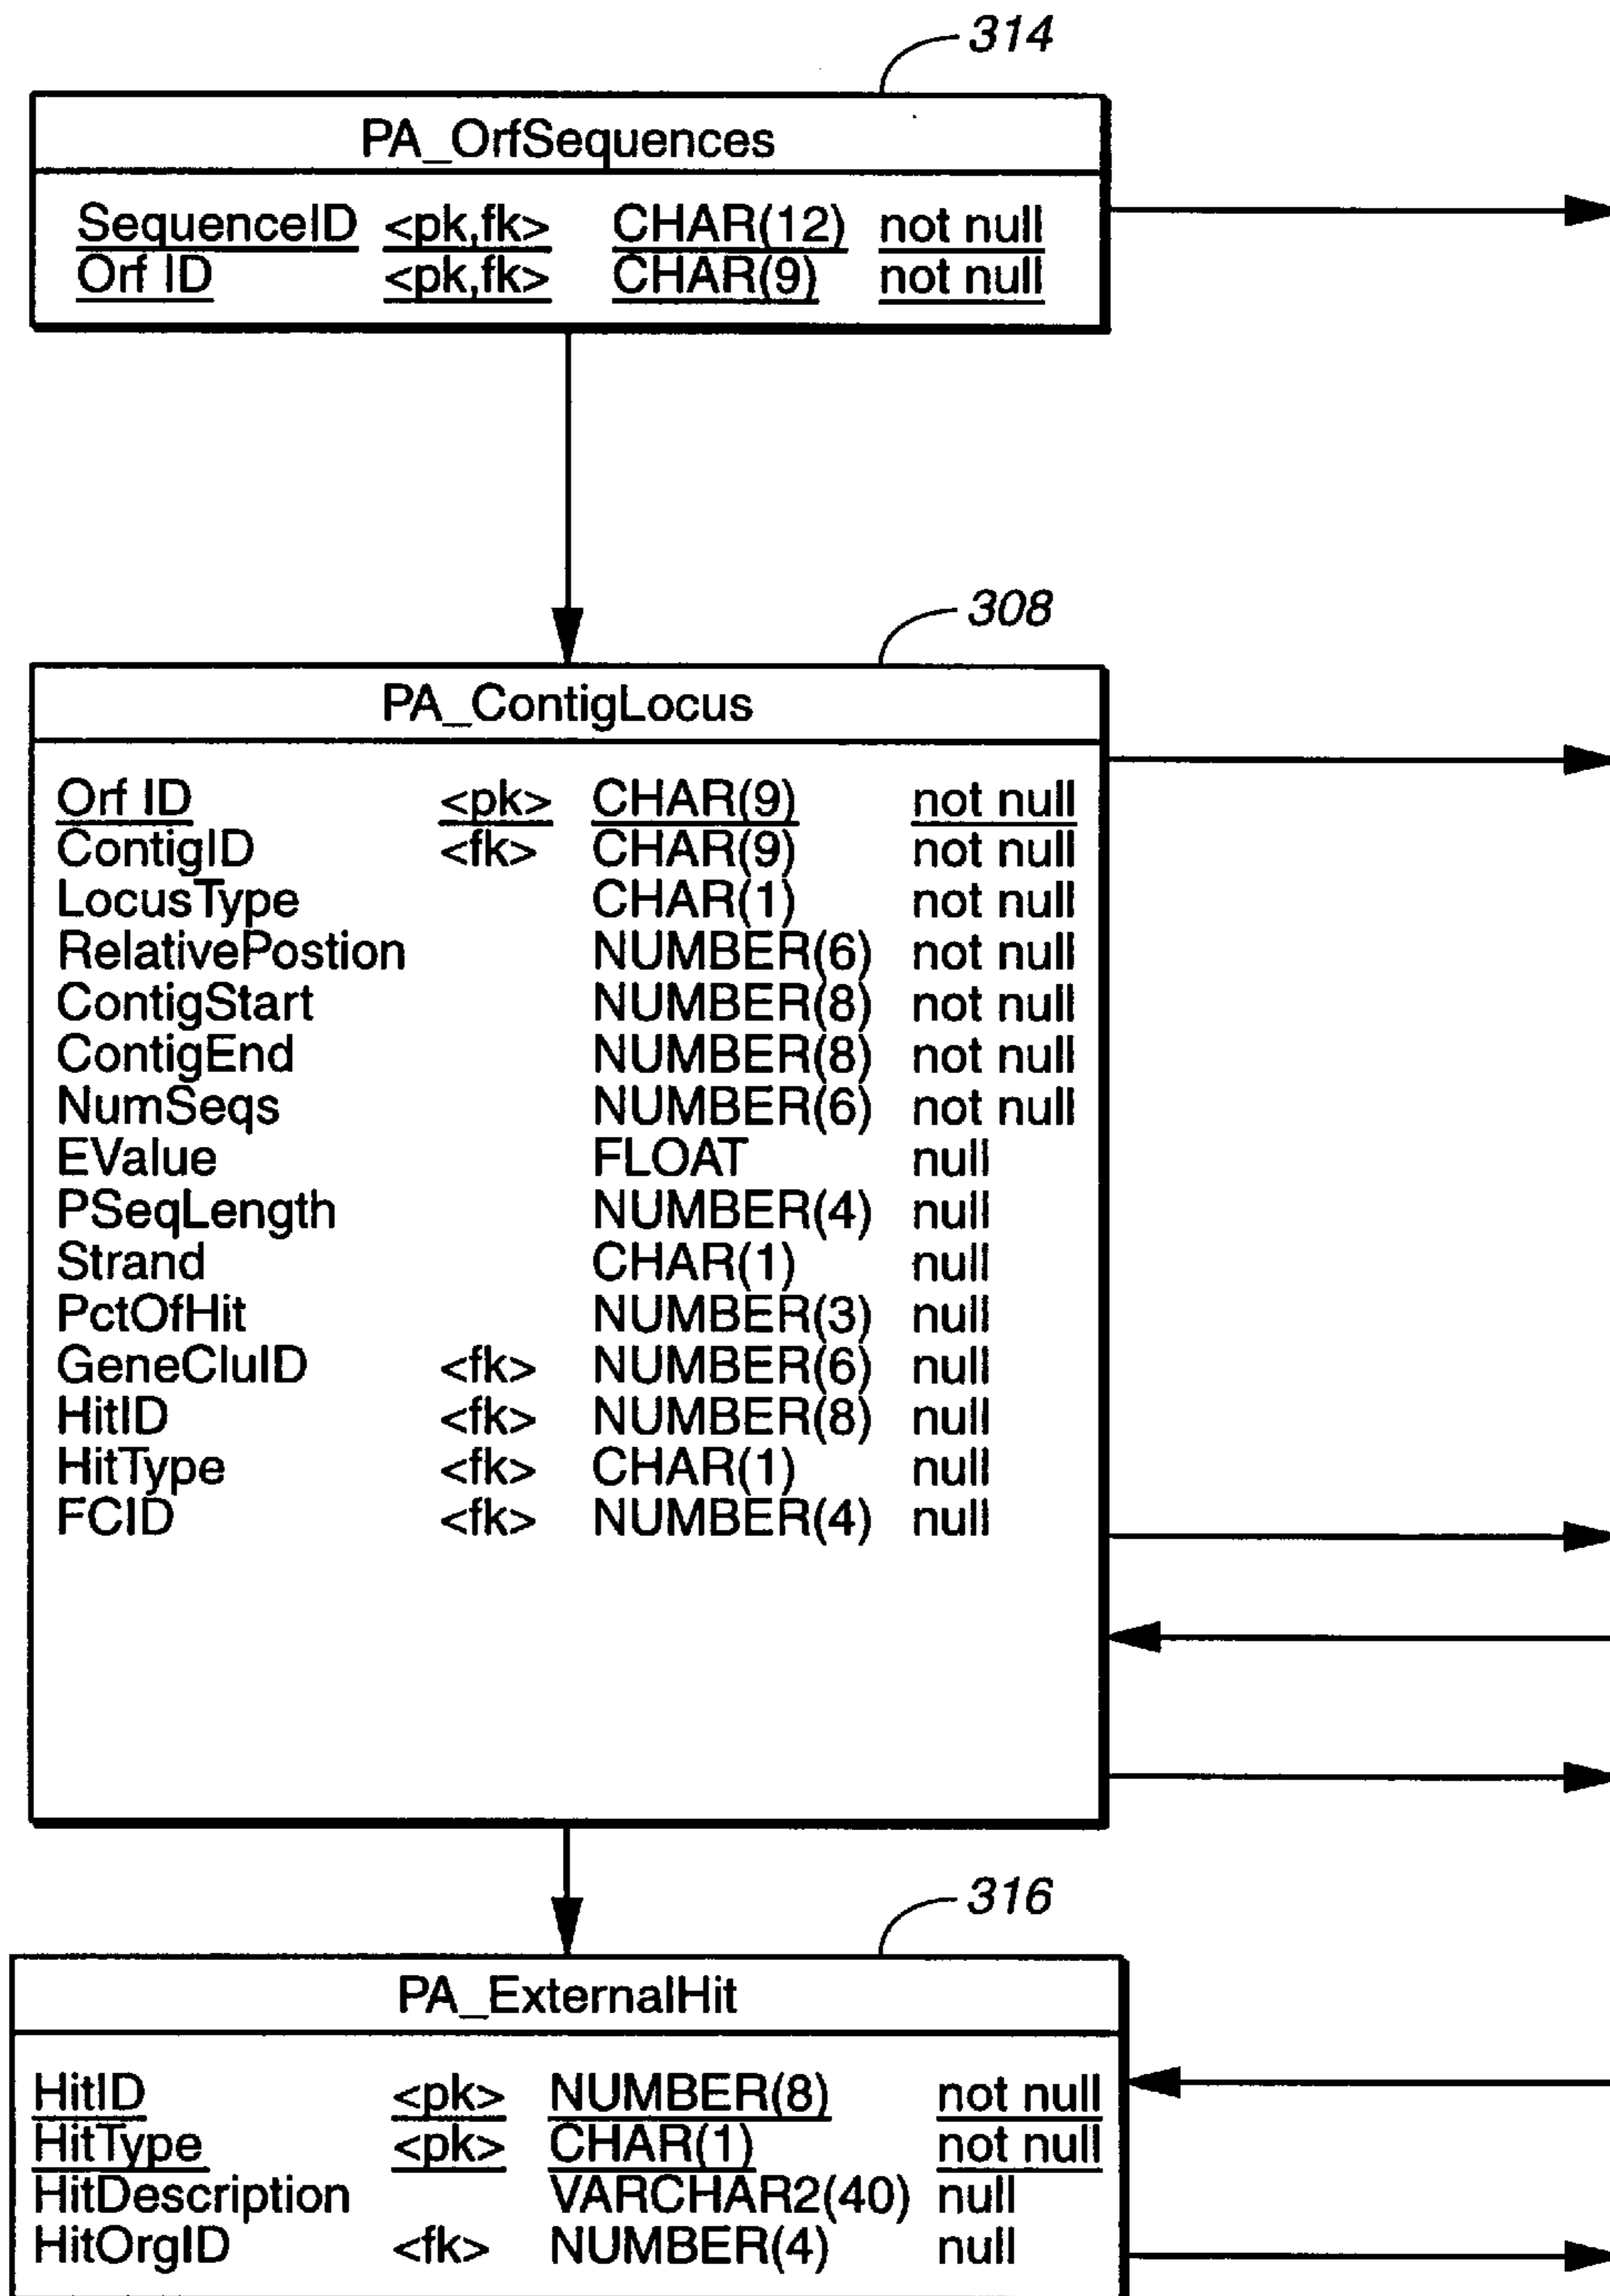 314
PA_OrfSequences
SequenceID <pk,fk> CHAR(12) not null
Orf ID <pk,fk> CHAR(9) not null
308
PA_ContigLocus
Orf ID <pk> CHAR(9) not null
ContigID <fk> CHAR(9) not null
LocusType CHAR(1) not null
RelativePostion NUMBER(6) not null
ContigStart NUMBER(8) not null
ContigEnd NUMBER(8) not null
NumSeqs NUMBER(6) not null
EValue FLOAT null
PSeqLength NUMBER(4) null
Strand CHAR(1) null
PctOfHit NUMBER(3) null
GeneCluID <fk> NUMBER(6) null
HitID <fk> NUMBER(8) null
HitType <fk> CHAR(1) null
FCID <fk> NUMBER(4) null
316
PA_ExternalHit
HitID <pk> NUMBER(8) not null
HitType <pk> CHAR(1) not null
HitDescription VARCHAR2(40) null
HitOrgID <fk> NUMBER(4) null